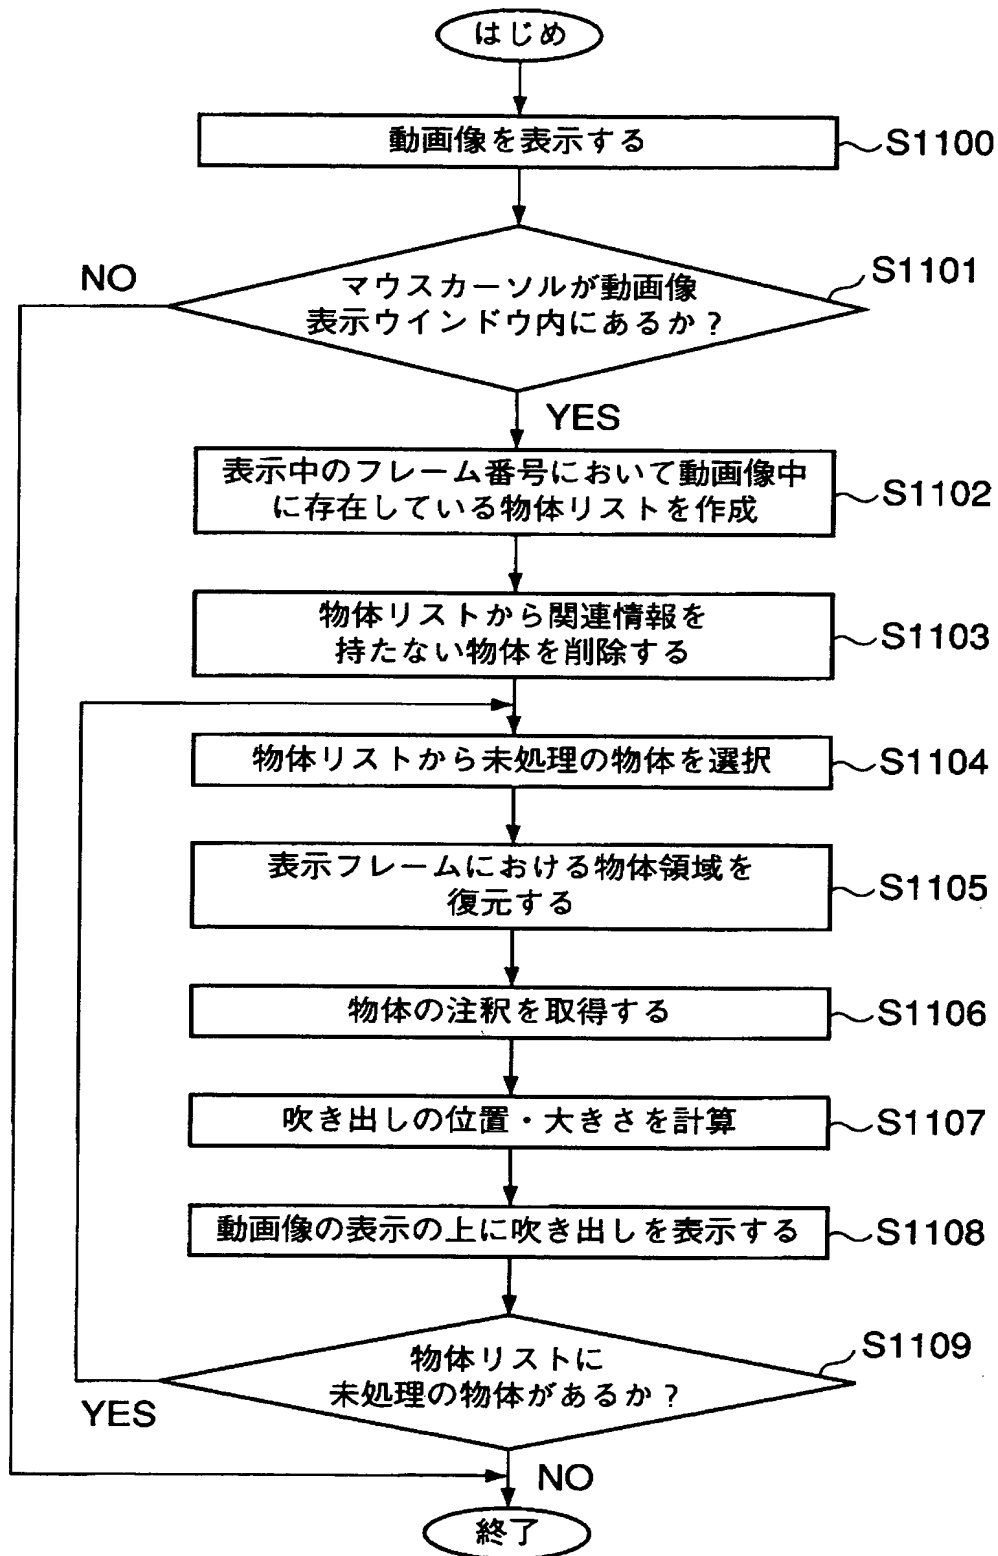 はじめ
動画像を表示する
S1100
マウスカーソルが動画像
表示ウインドウ内にあるか？
S1101
NO
YES
表示中のフレーム番号において動画像中
に存在している物体リストを作成
S1102
物体リストから関連情報を
持たない物体を削除する
S1103
物体リストから未処理の物体を選択
S1104
表示フレームにおける物体領域を
復元する
S1105
物体の注釈を取得する
S1106
吹き出しの位置・大きさを計算
S1107
動画像の表示の上に吹き出しを表示する
S1108
物体リストに
未処理の物体があるか？
S1109
YES
NO
終了